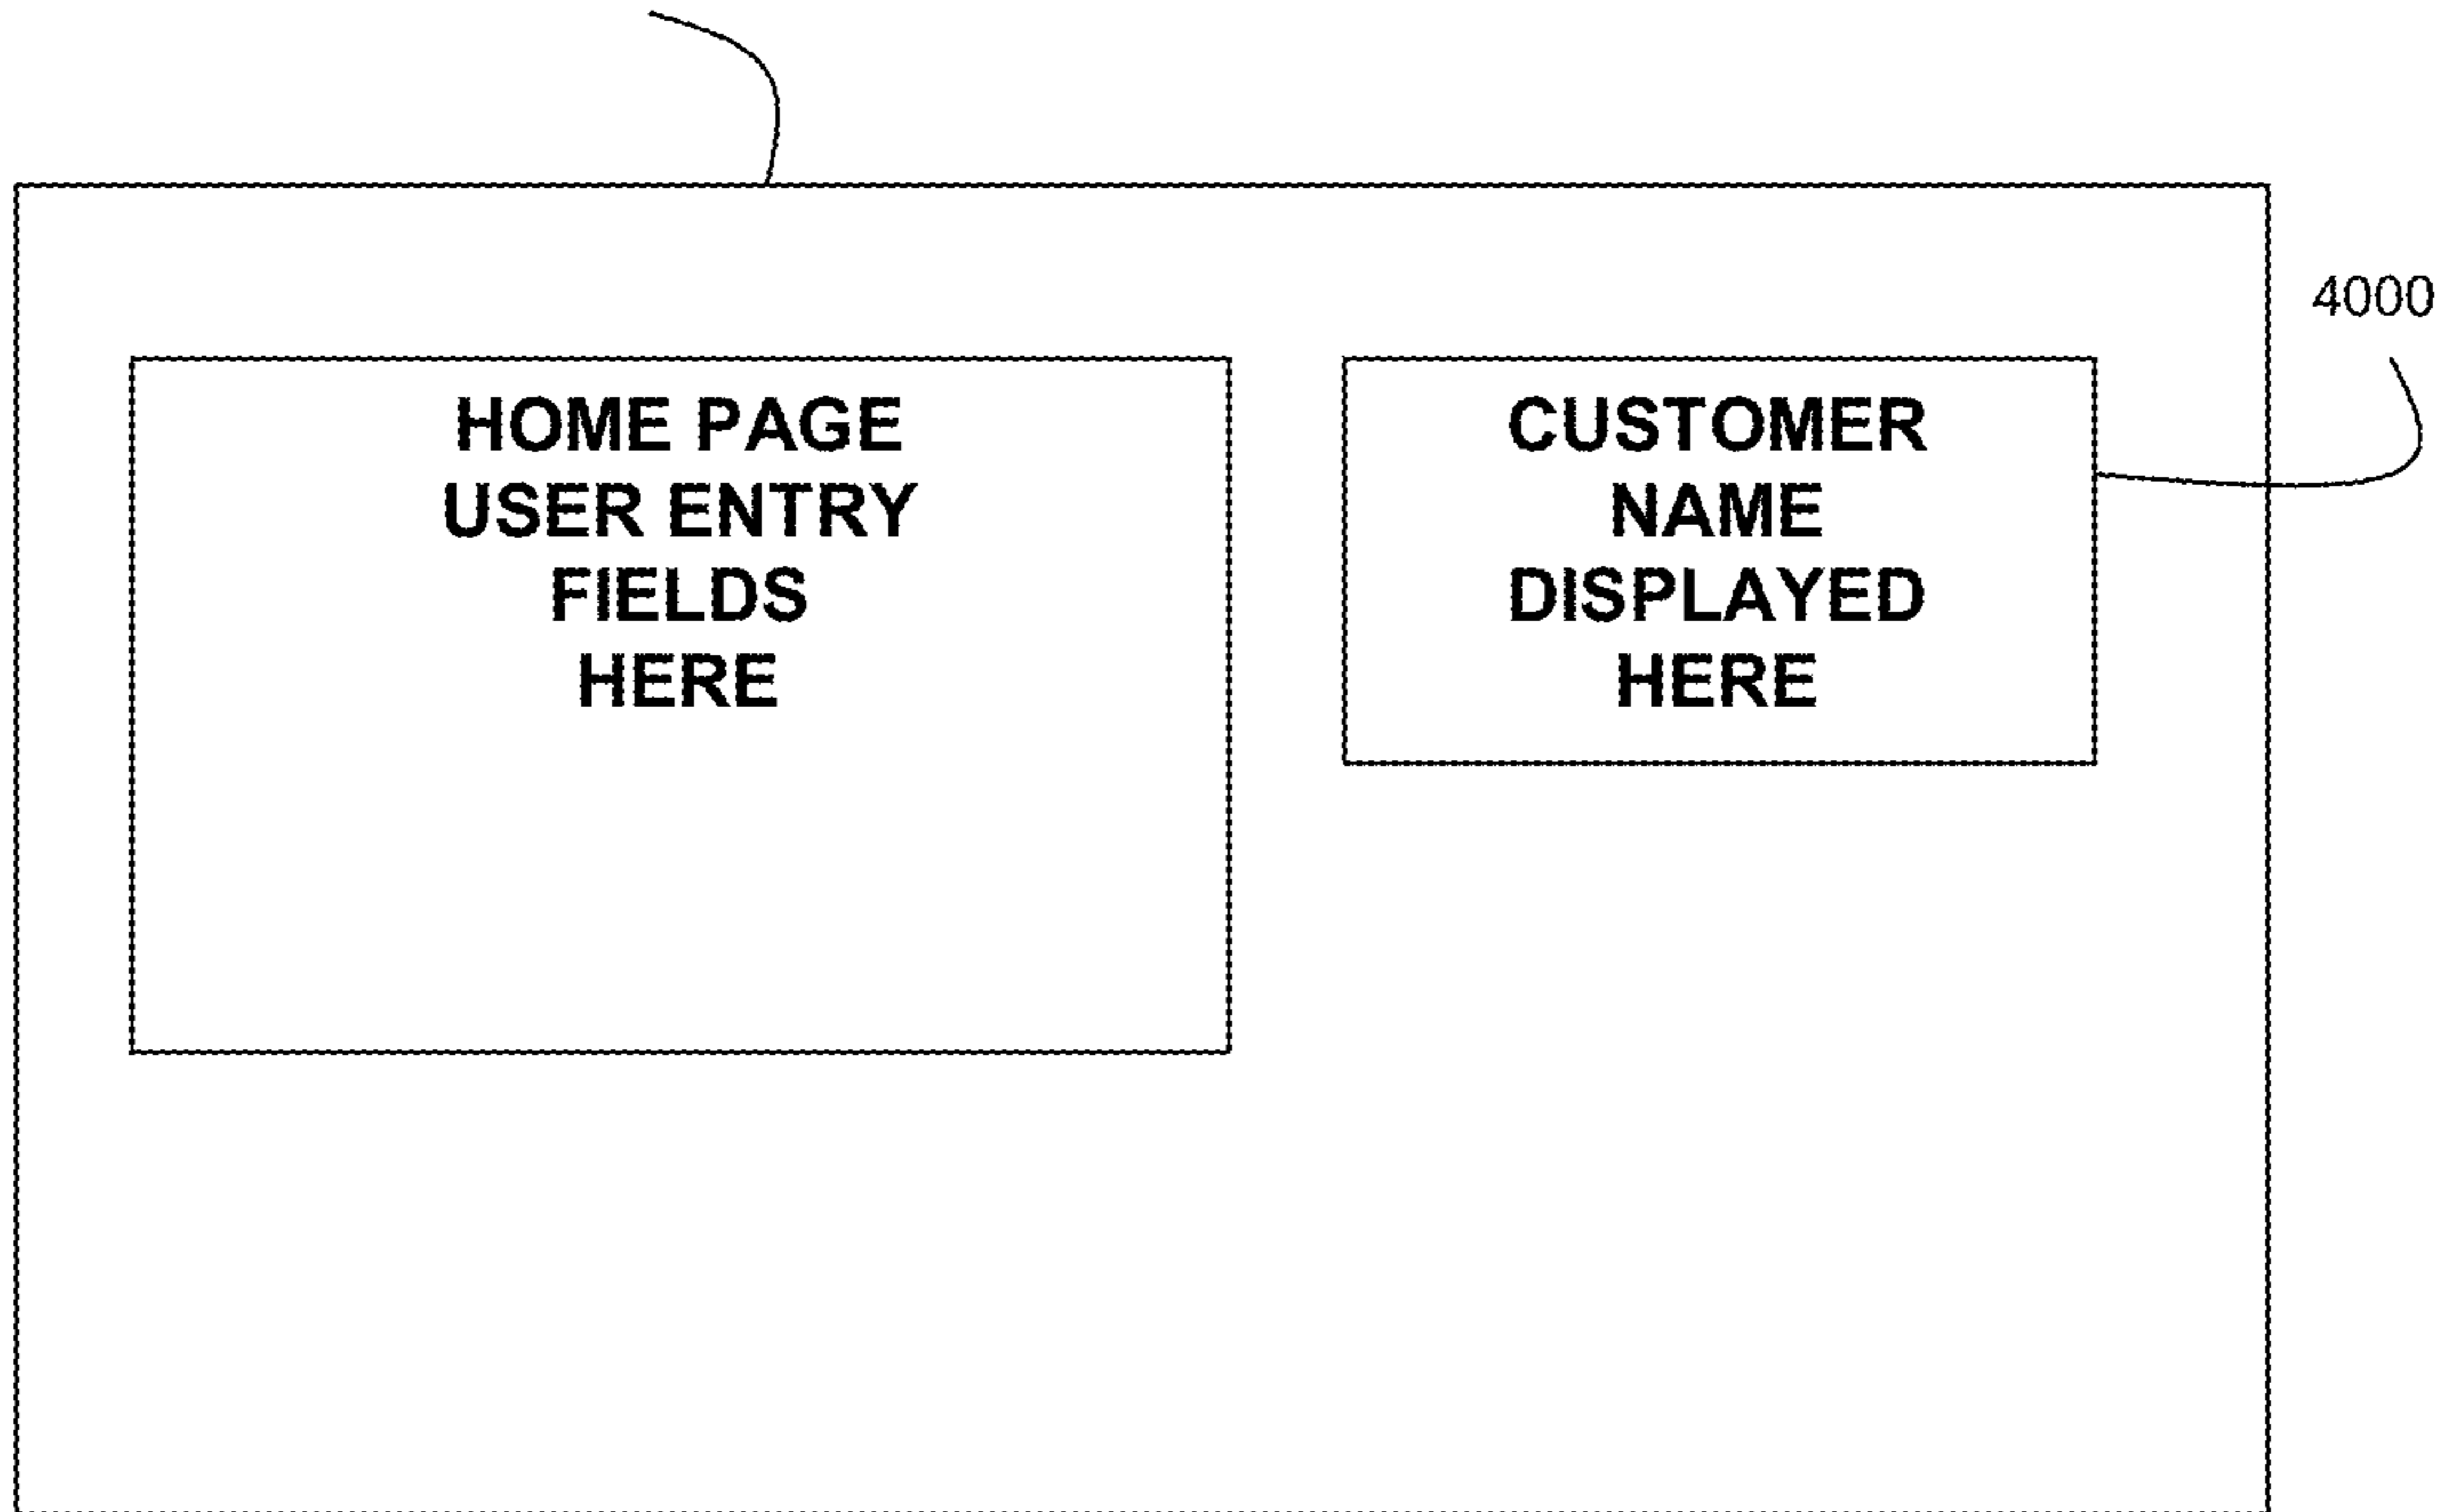 4000
HOME PAGE
USER ENTRY
FIELDS
HERE
CUSTOMER
NAME
DISPLAYED
HERE